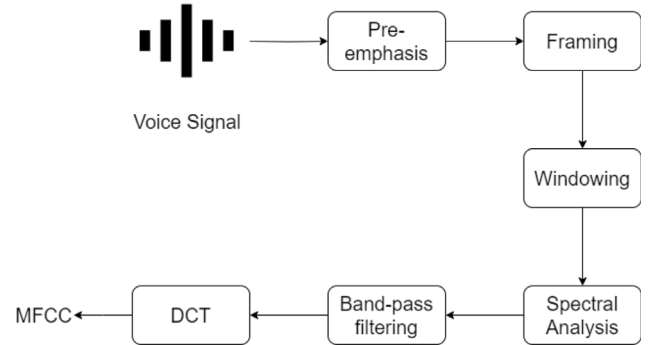 Pre-
emphasis
Framing
Voice Signal
Windowing
Spectral
Analysis
Band-pass
filtering
DCT
MFCC